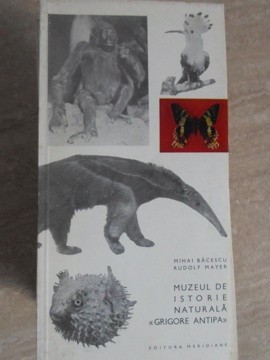 MIHAI BĂCESCU
RUDOLF MAYER
MUZEUL DE
ISTORIE
NATURALĂ
«GRIGORE ANTIPA»
EDITURA MERIDIANE